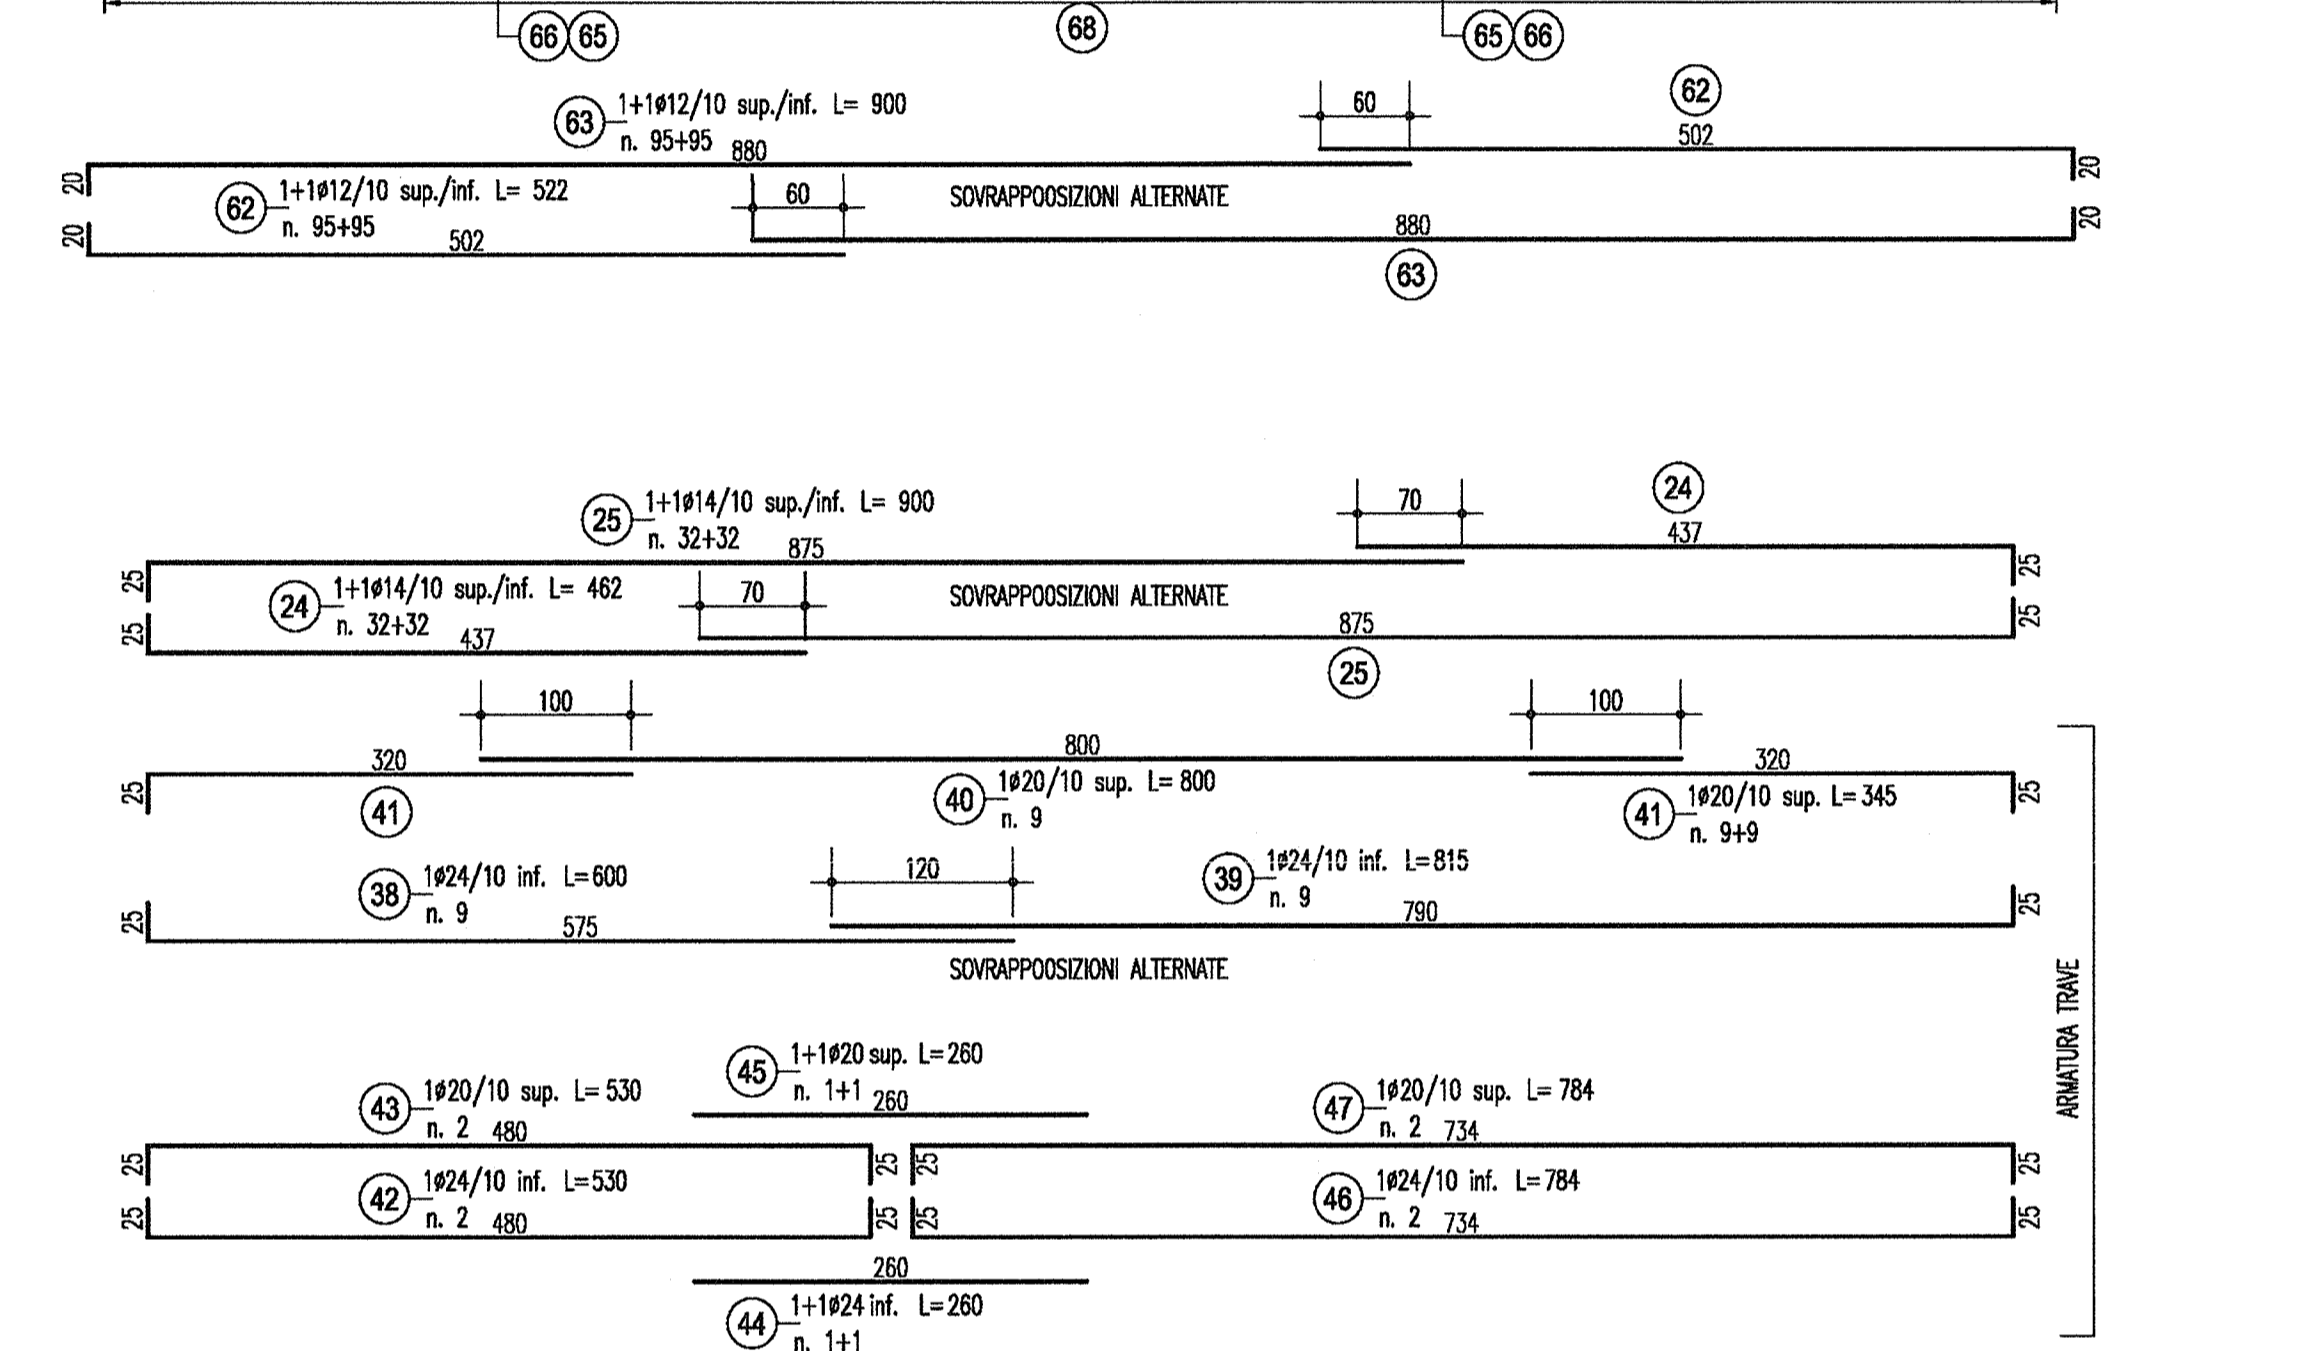 66 65
68
65 66
63 1+1ø12/10 sup./inf. L= 900
n. 95+95
880
60
62
502
20
20
62 1+1ø12/10 sup./inf. L= 522
n. 95+95
60
SOVRAPPOOSIZIONI ALTERNATE
20
502
880
20
63
25 1+1ø14/10 sup./inf. L= 900
n. 32+32
875
70
24
437
25
25
24 1+1ø14/10 sup./inf. L= 462
n. 32+32
70
SOVRAPPOOSIZIONI ALTERNATE
25
437
875
25
25
100
100
320
800
320
25
41
40 1ø20/10 sup. L= 800
n. 9
41 1ø20/10 sup. L= 345
n. 9+9
25
38 1ø24/10 inf. L=600
n. 9
120
39 1ø24/10 inf. L=815
n. 9
25
575
790
25
SOVRAPPOOSIZIONI ALTERNATE
ARMATURA TRAVE
45 1+1ø20 sup. L=260
n. 1+1
260
43 1ø20/10 sup. L= 530
n. 2 480
47 1ø20/10 sup. L= 784
n. 2 734
25
25
25
25
42 1ø24/10 inf. L=530
n. 2 480
46 1ø24/10 inf. L=784
n. 2 734
25
25
25
25
260
44 1+1ø24 inf. L=260
n. 1+1